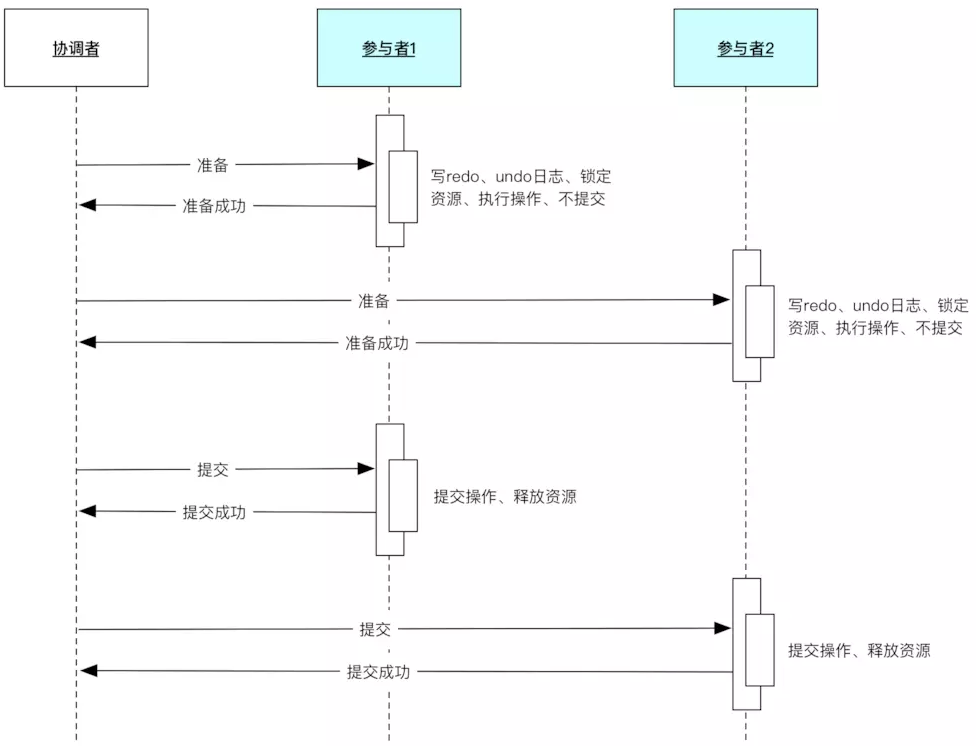 协调者
参与者1
参与者2
准备
写redo、undo日志、锁定
资源、执行操作、不提交
准备成功
准备
写redo、undo日志、锁定
资源、执行操作、不提交
准备成功
提交
提交操作、释放资源
提交成功
提交
提交操作、释放资源
提交成功